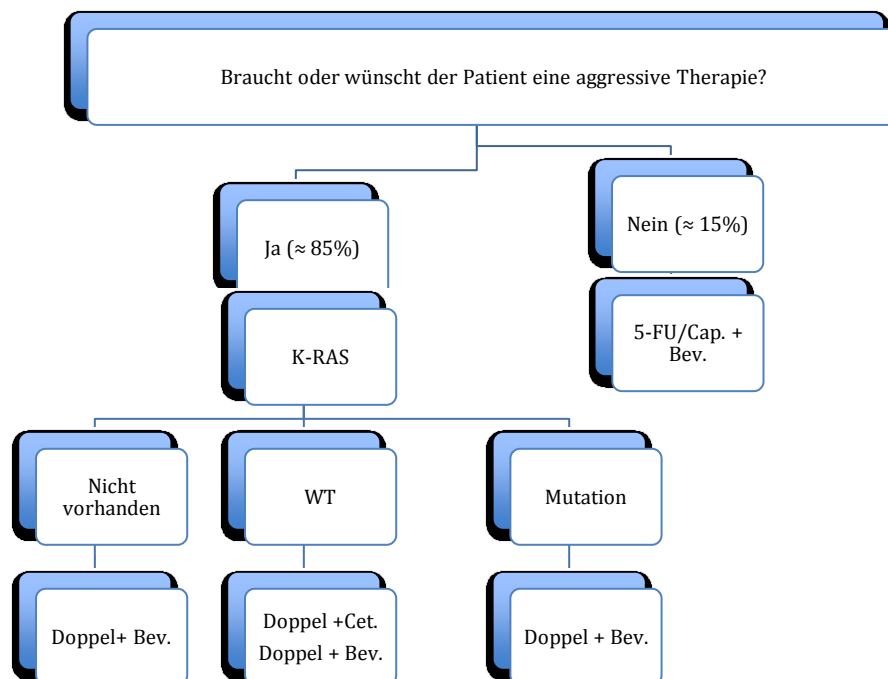 Braucht oder wünscht der Patient eine aggressive Therapie?
Ja (≈ 85%)
Nein (≈ 15%)
K-RAS
5-FU/Cap. +
Bev.
Nicht
vorhanden
WT
Mutation
Doppel+ Bev.
Doppel +Cet.
Doppel + Bev.
Doppel + Bev.